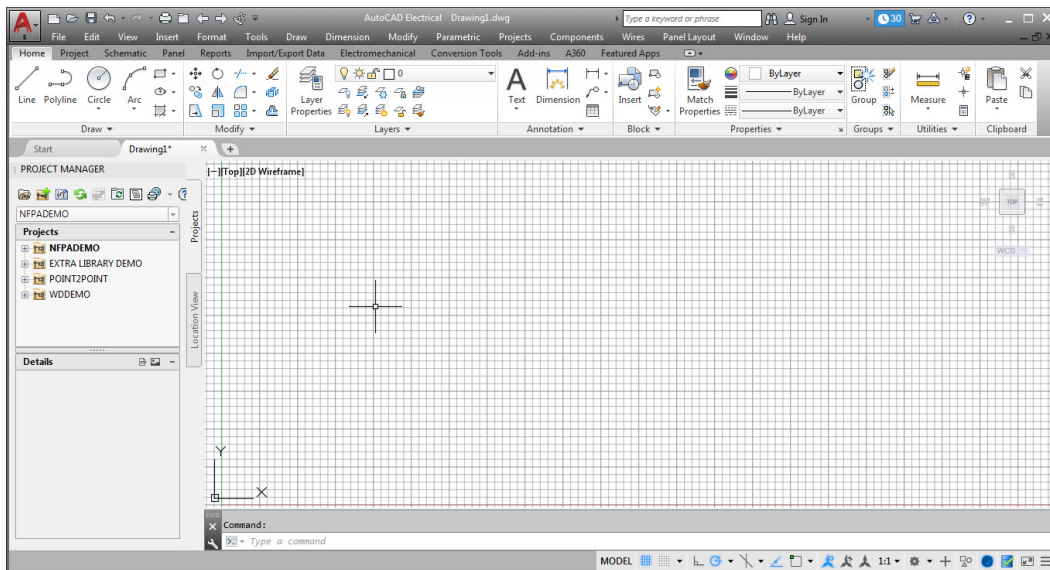 AutoCAD Electrical Drawing1.dwg Type a keyword or phrase Sign In 30
E File Edit View Insert Format Tools Draw Dimension Modify Parametric Projects Components Wires Panel Layout Window Help
Home Project Schematic Panel Reports Import/Export Data Electromechanical Conversion Tools Add-ins A360 Featured Apps
0 ByLayer
ByLayer
Line Polyline Circle Arc Layer Properties Text Dimension Insert Match Properties Group Measure Paste
ByLayer
Draw Modify Layers Annotation Block Properties Groups Utilities Clipboard
Start Drawing1*
PROJECT MANAGER
[−][Top][2D Wireframe]
TOP
NFPADEMO
Projects
Projects
NFPADEMO
EXTRA LIBRARY DEMO
POINT2POINT
WDDEMO
WCS
Location View
Details
Y
X
Command:
Type a command
MODEL 1:1